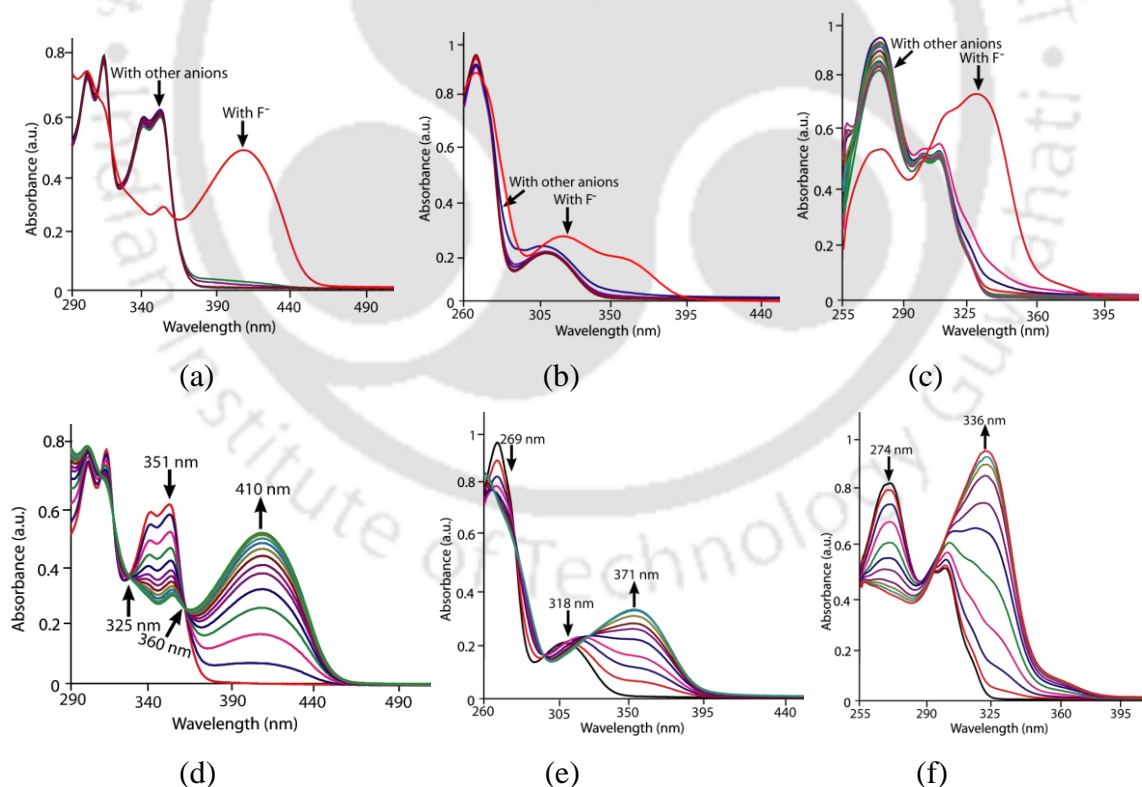 0.8
0.6
0.4
0.2
0
290 340 390 440 490
Absorbance (a.u.)
Wavelength (nm)
With other anions
With F⁻
(a)
1
0.8
0.6
0.4
0.2
0
260 305 350 395 440
Absorbance (a.u.)
Wavelength (nm)
With other anions
With F⁻
(b)
1
0.8
0.6
0.4
0.2
0
255 290 325 360 395
Absorbance (a.u.)
Wavelength (nm)
With other anions
With F⁻
(c)
0.8
0.6
0.4
0.2
0
290 340 390 440 490
Absorbance (a.u.)
Wavelength (nm)
351 nm
410 nm
325 nm
360 nm
(d)
1
0.8
0.6
0.4
0.2
0
260 305 350 395 440
Absorbance (a.u.)
Wavelength (nm)
269 nm
318 nm
371 nm
(e)
1
0.8
0.6
0.4
0.2
0
255 290 325 360 395
Absorbance (a.u.)
Wavelength (nm)
274 nm
336 nm
(f)
Institute of Technology Guwahati